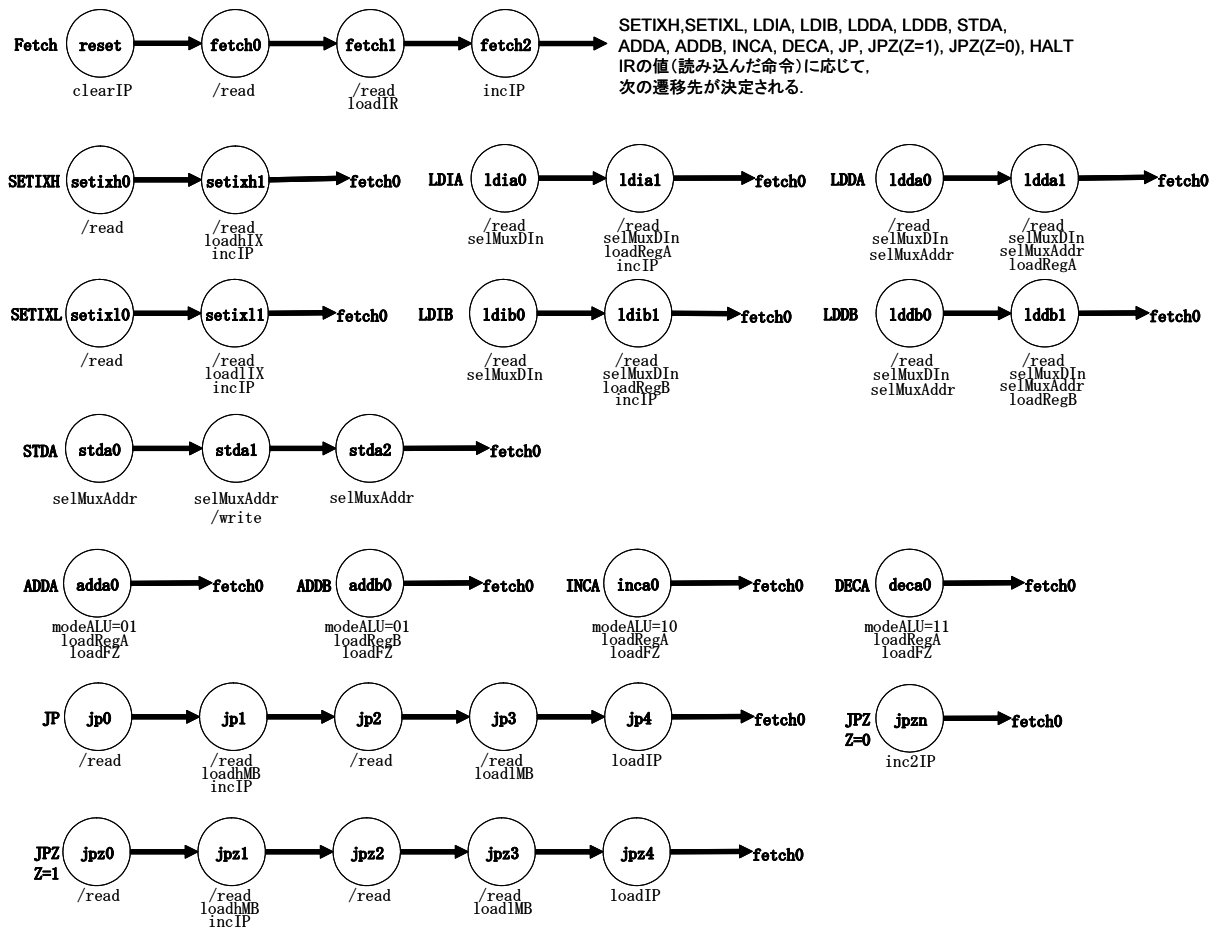 Fetch reset fetch0 fetch1 fetch2
clearIP /read /read incIP
loadIR
SETIXH,SETIXL, LDIA, LDIB, LDDA, LDDB, STDA,
ADDA, ADDB, INCA, DECA, JP, JPZ(Z=1), JPZ(Z=0), HALT
IRの値(読み込んだ命令)に応じて,
次の遷移先が決定される.
SETIXH setixh0 setixh1 fetch0
/read /read
loadhIX
incIP
LDIA ldia0 ldia1 fetch0
/read /read
selMuxDIn selMuxDIn
loadRegA
incIP
LDDA ldda0 ldda1 fetch0
/read /read
selMuxDIn selMuxDIn
selMuxAddr selMuxAddr
loadRegA
SETIXL setixl0 setixl1 fetch0
/read /read
loadlIX
incIP
LDIB ldib0 ldib1 fetch0
/read /read
selMuxDIn selMuxDIn
loadRegB
incIP
LDDB lddb0 lddb1 fetch0
/read /read
selMuxDIn selMuxDIn
selMuxAddr selMuxAddr
loadRegB
STDA stda0 stda1 stda2 fetch0
selMuxAddr selMuxAddr selMuxAddr
/write
ADDA adda0 fetch0
modeALU=01
loadRegA
loadFZ
ADDB addb0 fetch0
modeALU=01
loadRegB
loadFZ
INCA inca0 fetch0
modeALU=10
loadRegA
loadFZ
DECA deca0 fetch0
modeALU=11
loadRegA
loadFZ
JP jp0 jp1 jp2 jp3 jp4 fetch0
/read /read /read /read loadIP
loadhMB loadlMB
incIP
JPZ jpzn fetch0
Z=0
inc2IP
JPZ jpz0 jpz1 jpz2 jpz3 jpz4 fetch0
Z=1
/read /read /read /read loadIP
loadhMB loadlMB
incIP